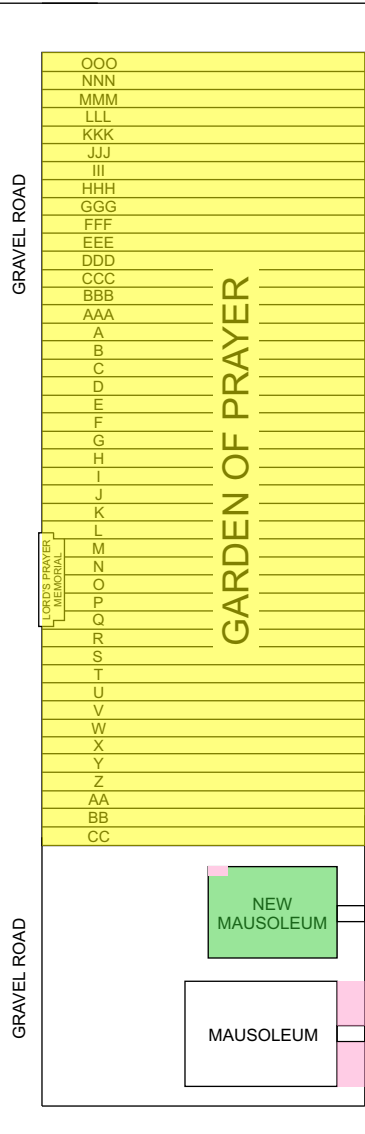 OOO
NNN
MMM
LLL
KKK
JJJ
III
HHH
GGG
FFF
EEE
DDD
CCC
BBB
AAA
A
B
C
D
E
F
G
H
I
J
K
L
M
N
O
P
Q
R
S
T
U
V
W
X
Y
Z
AA
BB
CC
GRAVEL ROAD
GARDEN OF PRAYER
LORD'S PRAYER
MEMORIAL
GRAVEL ROAD
NEW
MAUSOLEUM
MAUSOLEUM